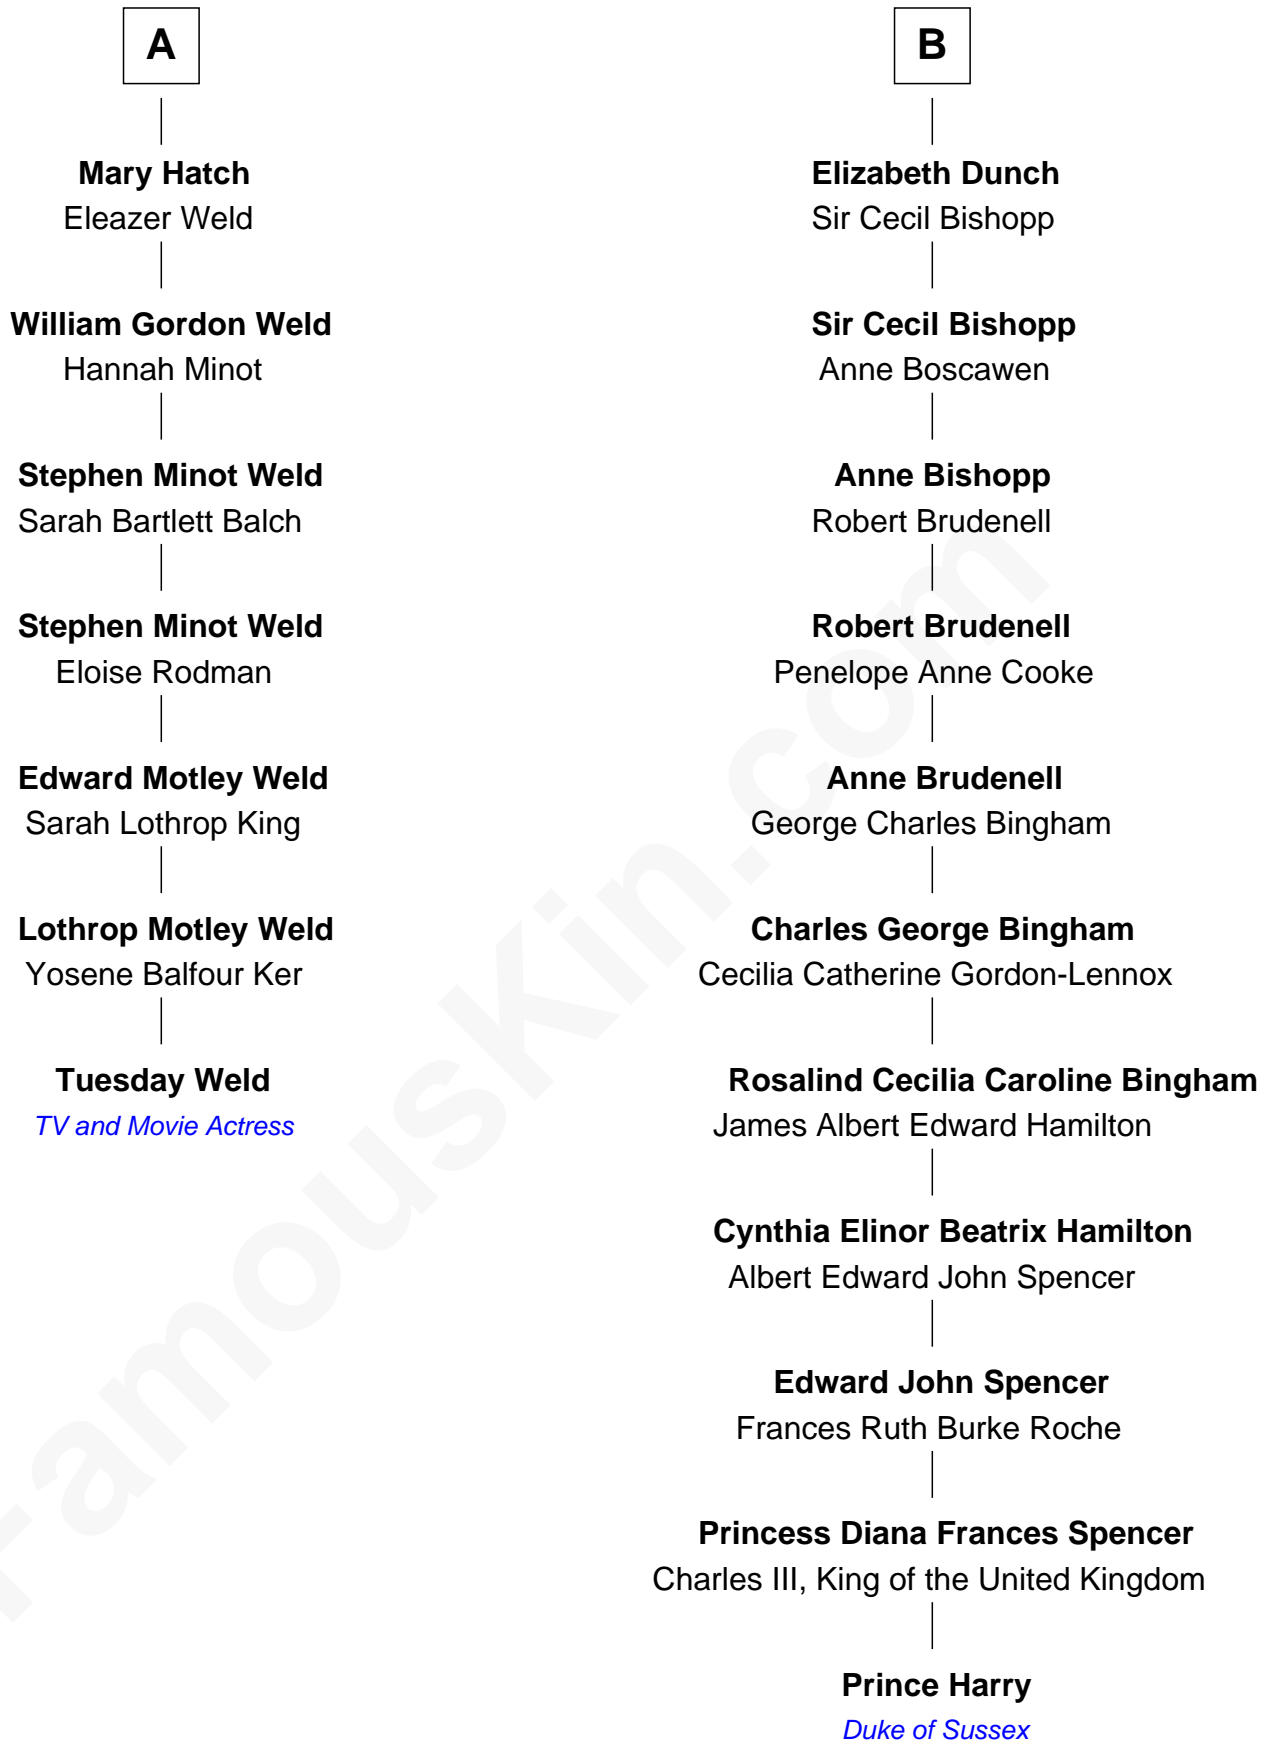 A
Mary Hatch
Eleazer Weld
William Gordon Weld
Hannah Minot
Stephen Minot Weld
Sarah Bartlett Balch
Stephen Minot Weld
Eloise Rodman
Edward Motley Weld
Sarah Lothrop King
Lothrop Motley Weld
Yosene Balfour Ker
Tuesday Weld
TV and Movie Actress
B
Elizabeth Dunch
Sir Cecil Bishopp
Sir Cecil Bishopp
Anne Boscawen
Anne Bishopp
Robert Brudenell
Robert Brudenell
Penelope Anne Cooke
Anne Brudenell
George Charles Bingham
Charles George Bingham
Cecilia Catherine Gordon-Lennox
Rosalind Cecilia Caroline Bingham
James Albert Edward Hamilton
Cynthia Elinor Beatrix Hamilton
Albert Edward John Spencer
Edward John Spencer
Frances Ruth Burke Roche
Princess Diana Frances Spencer
Charles III, King of the United Kingdom
Prince Harry
Duke of Sussex
FamousKin.com